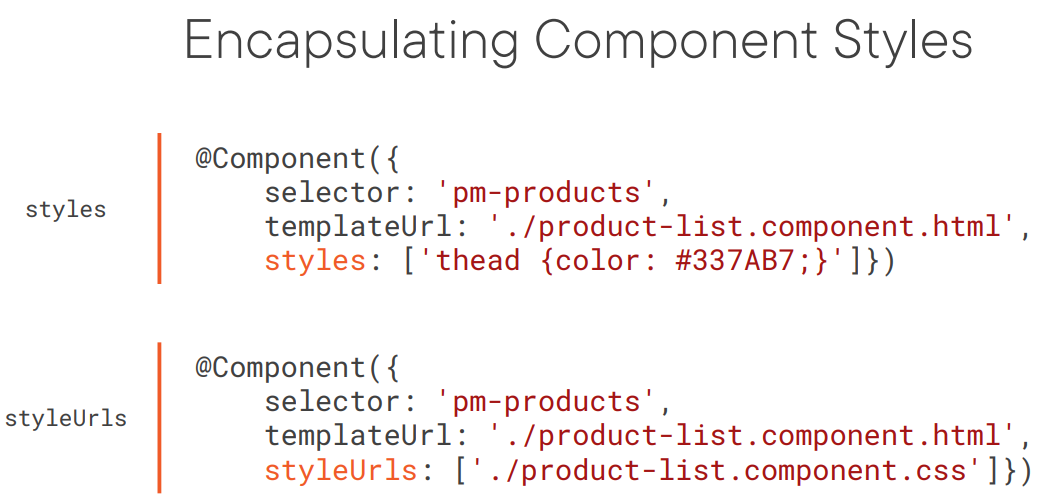 Encapsulating Component Styles
styles
@Component({
    selector: 'pm-products',
    templateUrl: './product-list.component.html',
    styles: ['thead {color: #337AB7;}']})
styleUrls
@Component({
    selector: 'pm-products',
    templateUrl: './product-list.component.html',
    styleUrls: ['./product-list.component.css']})